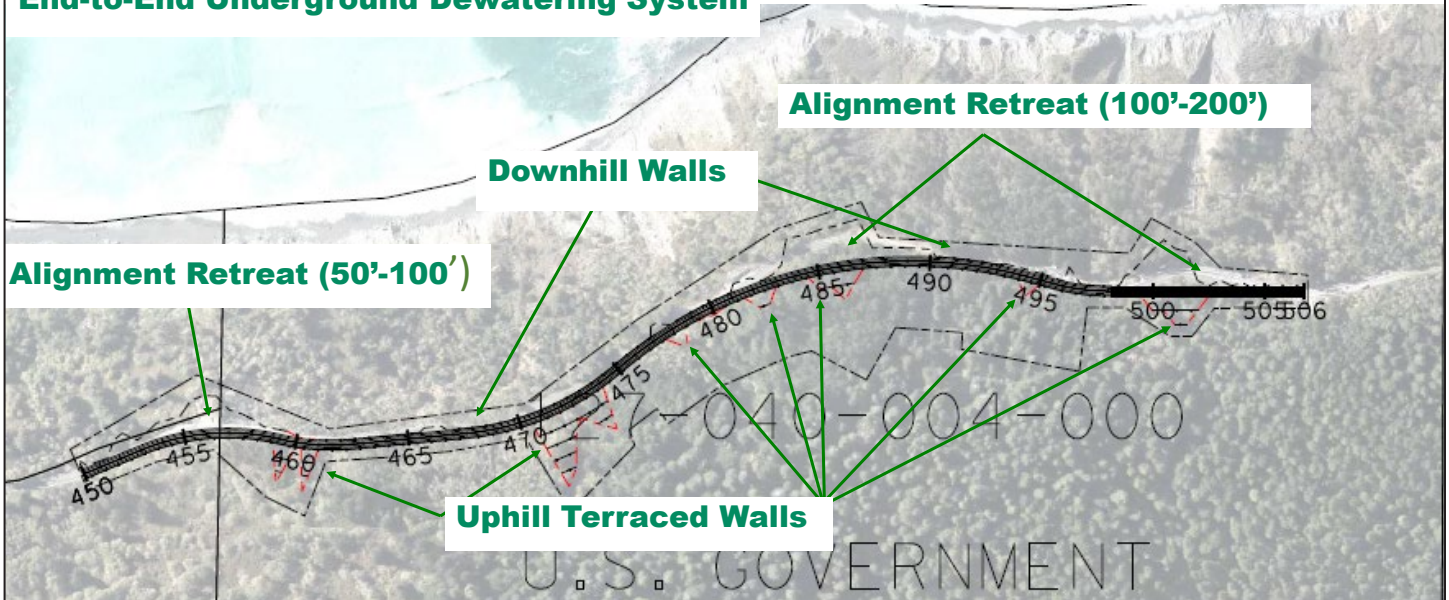 End-to-End Underground Dewatering System
Alignment Retreat (100’-200’)
Downhill Walls
Alignment Retreat (50’-100’)
450
455
460
465
470
475
480
485
490
495
500
505
506
27-040-004-000
Uphill Terraced Walls
U.S. GOVERNMENT